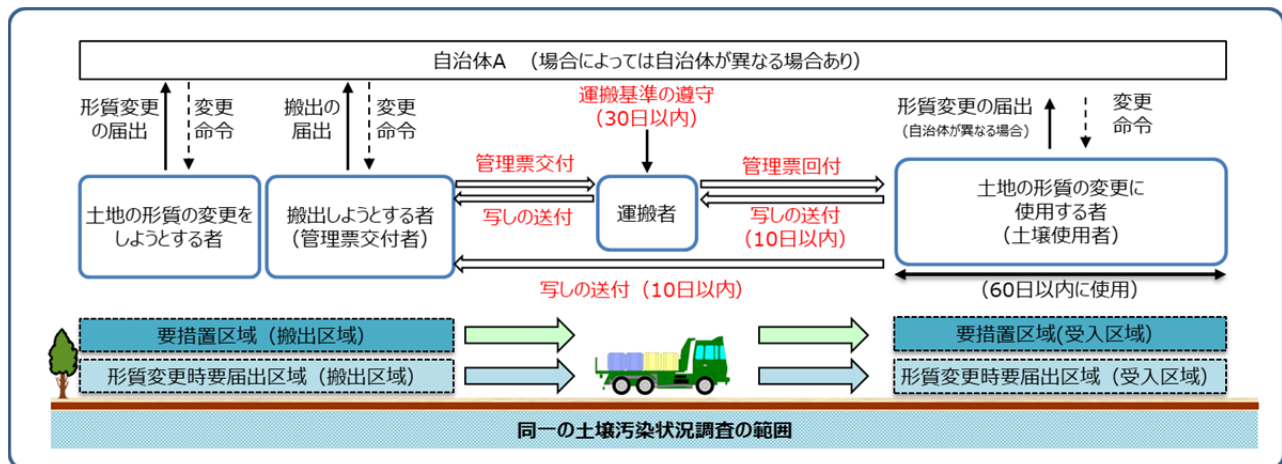 自治体A （場合によっては自治体が異なる場合あり）
形質変更
の届出
変更
命令
搬出の
届出
変更
命令
運搬基準の遵守
（30日以内）
形質変更の届出
（自治体が異なる場合）
変更
命令
管理票交付
管理票回付
土地の形質の変更を
しようとする者
搬出しようとする者
（管理票交付者）
写しの送付
運搬者
写しの送付
（10日以内）
土地の形質の変更に
使用する者
（土壌使用者）
写しの送付（10日以内）
（60日以内に使用）
要措置区域（搬出区域）
要措置区域(受入区域)
形質変更時要届出区域（搬出区域）
形質変更時要届出区域（受入区域）
同一の土壌汚染状況調査の範囲